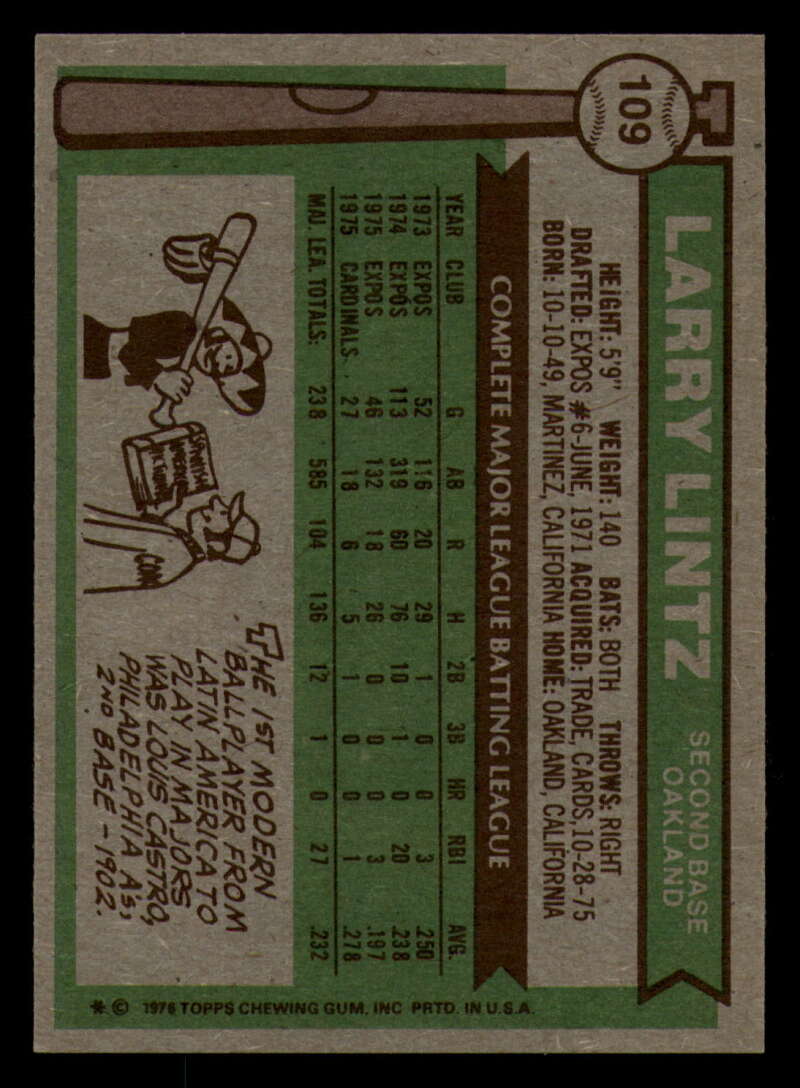 109
LARRY LINTZ
SECOND BASE
OAKLAND
HEIGHT: 5'9" WEIGHT: 140 BATS: BOTH THROWS: RIGHT
DRAFTED: EXPOS #6-JUNE, 1971 ACQUIRED: TRADE, CARDS, 10-28-75
BORN: 10-10-49, MARTINEZ, CALIFORNIA HOME: OAKLAND, CALIFORNIA
COMPLETE MAJOR LEAGUE BATTING LEAGUE
YEAR CLUB G AB R H 2B 3B HR RBI AVG.
1973 EXPOS 52 116 20 29 1 0 0 3 .250
1974 EXPOS 113 319 60 76 10 1 0 20 .238
1975 EXPOS 46 132 18 26 0 0 0 3 .197
1975 CARDINALS 27 18 6 5 1 0 0 1 .278
MAJ. LEA. TOTALS: 238 585 104 136 12 1 0 27 .232
SPANISH
COM
THE 1ST MODERN
BALLPLAYER FROM
LATIN AMERICA TO
PLAY IN MAJORS
WAS LOUIS CASTRO,
PHILADELPHIA A's,
2ND BASE - 1902.
* © 1976 TOPPS CHEWING GUM, INC PRTD. IN U.S.A.